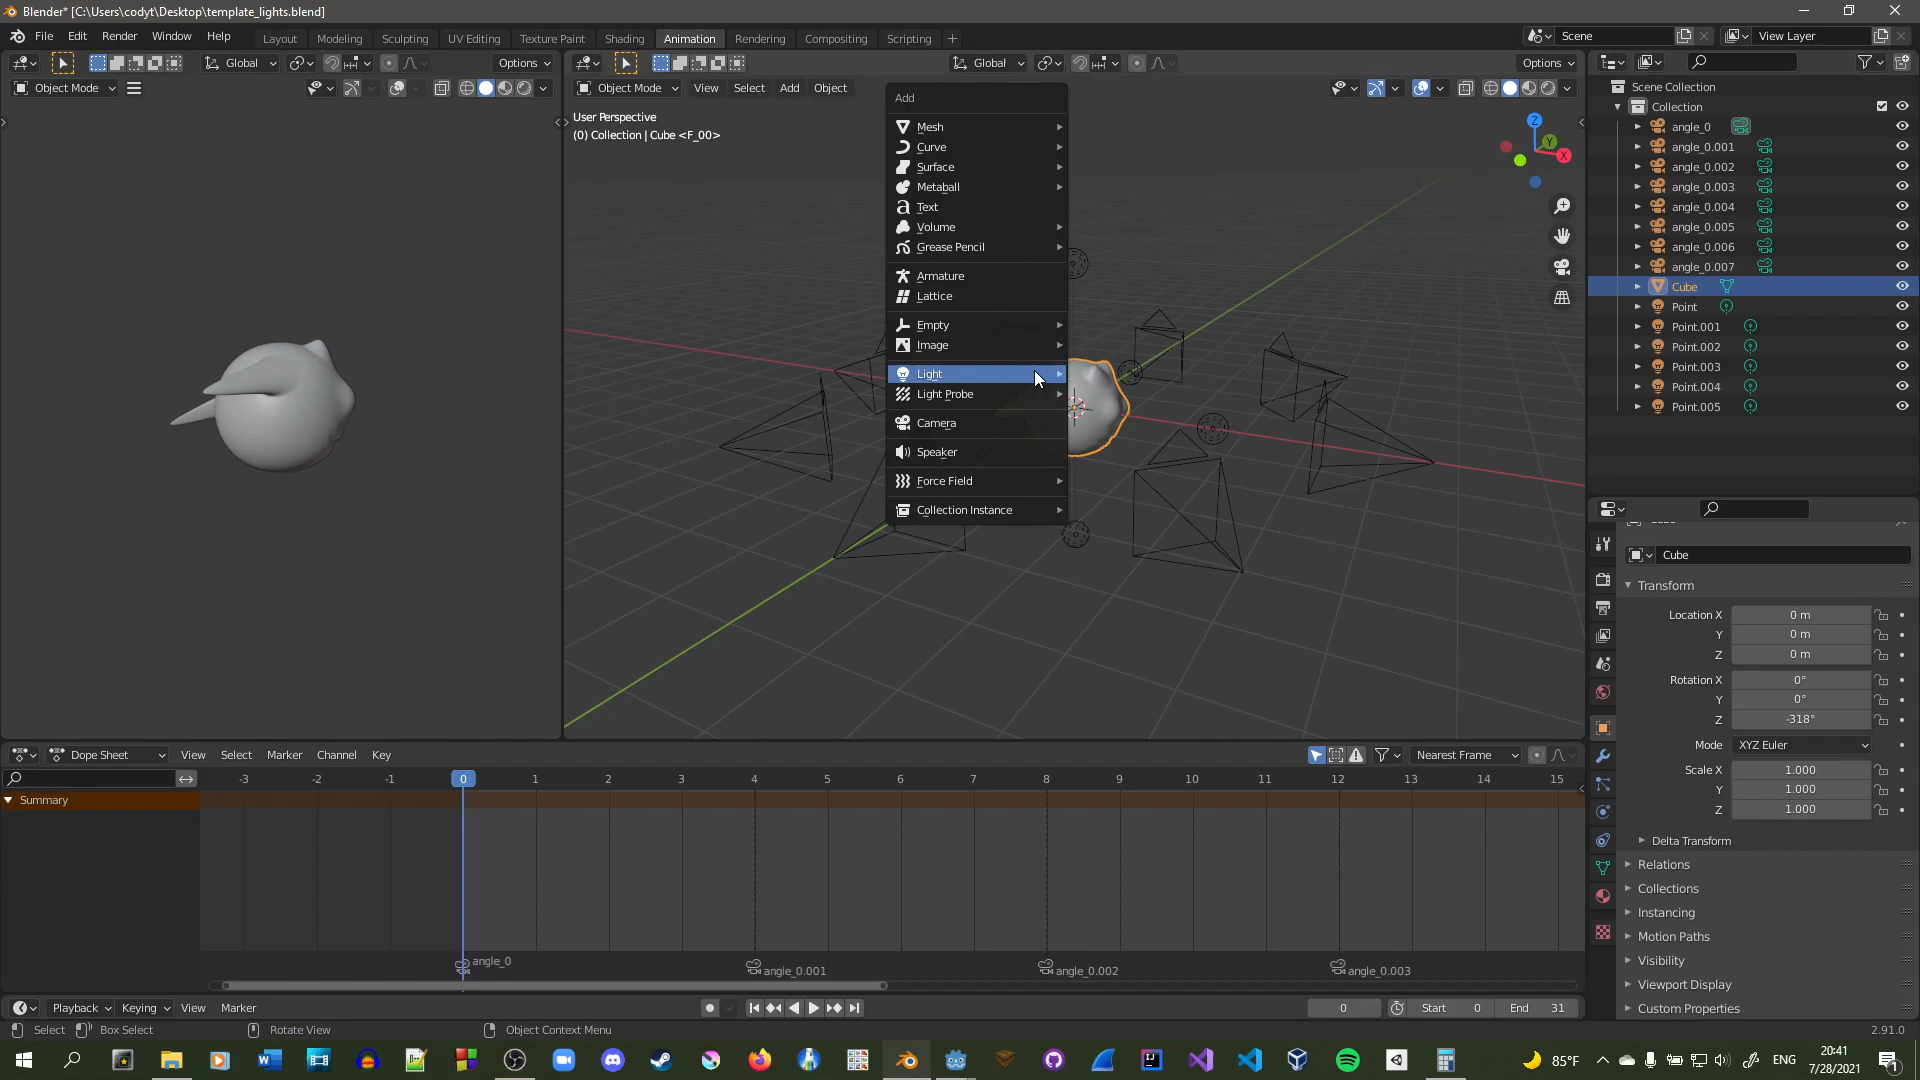 Blender* [C:\Users\codyt\Desktop\template_lights.blend]
File Edit Render Window Help Layout Modeling Sculpting UV Editing Texture Paint Shading Animation Rendering Compositing Scripting + Scene View Layer
Global Options Global Options
Object Mode Object Mode View Select Add Object
User Perspective
(0) Collection | Cube <F_00>
Add
Mesh
Curve
Surface
Metaball
Text
Volume
Grease Pencil
Armature
Lattice
Empty
Image
Light
Light Probe
Camera
Speaker
Force Field
Collection Instance
Z
Y
X
Scene Collection
Collection
angle_0
angle_0.001
angle_0.002
angle_0.003
angle_0.004
angle_0.005
angle_0.006
angle_0.007
Cube
Point
Point.001
Point.002
Point.003
Point.004
Point.005
Cube
Transform
Location X 0 m
Y 0 m
Z 0 m
Rotation X 0°
Y 0°
Z -318°
Mode XYZ Euler
Scale X 1.000
Y 1.000
Z 1.000
Delta Transform
Relations
Collections
Instancing
Motion Paths
Visibility
Viewport Display
Custom Properties
Dope Sheet View Select Marker Channel Key Nearest Frame
-3 -2 -1 0 1 2 3 4 5 6 7 8 9 10 11 12 13 14 15
Summary
angle_0 angle_0.001 angle_0.002 angle_0.003
Playback Keying View Marker 0 Start 0 End 31
Select Box Select Rotate View Object Context Menu 2.91.0
85°F ENG 20:41
7/28/2021